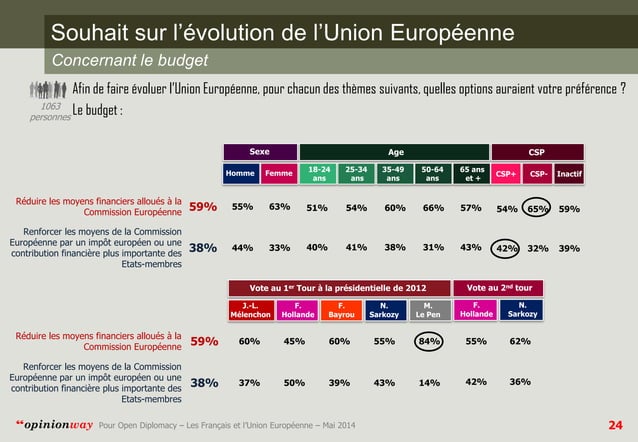 Souhait sur l'évolution de l'Union Européenne
Concernant le budget
Afin de faire évoluer l'Union Européenne, pour chacun des thèmes suivants, quelles options auraient votre préférence ?
Le budget :
1063
personnes
Sexe Age CSP
Homme Femme 18-24 ans 25-34 ans 35-49 ans 50-64 ans 65 ans et + CSP+ CSP- Inactif
Réduire les moyens financiers alloués à la
Commission Européenne
59% 55% 63% 51% 54% 60% 66% 57% 54% 65% 59%
Renforcer les moyens de la Commission
Européenne par un impôt européen ou une
contribution financière plus importante des
Etats-membres
38% 44% 33% 40% 41% 38% 31% 43% 42% 32% 39%
Vote au 1er Tour à la présidentielle de 2012 Vote au 2nd tour
J.-L. Mélenchon F. Hollande F. Bayrou N. Sarkozy M. Le Pen F. Hollande N. Sarkozy
Réduire les moyens financiers alloués à la
Commission Européenne
59% 60% 45% 60% 55% 84% 55% 62%
Renforcer les moyens de la Commission
Européenne par un impôt européen ou une
contribution financière plus importante des
Etats-membres
38% 37% 50% 39% 43% 14% 42% 36%
opinionway Pour Open Diplomacy – Les Français et l'Union Européenne – Mai 2014 24